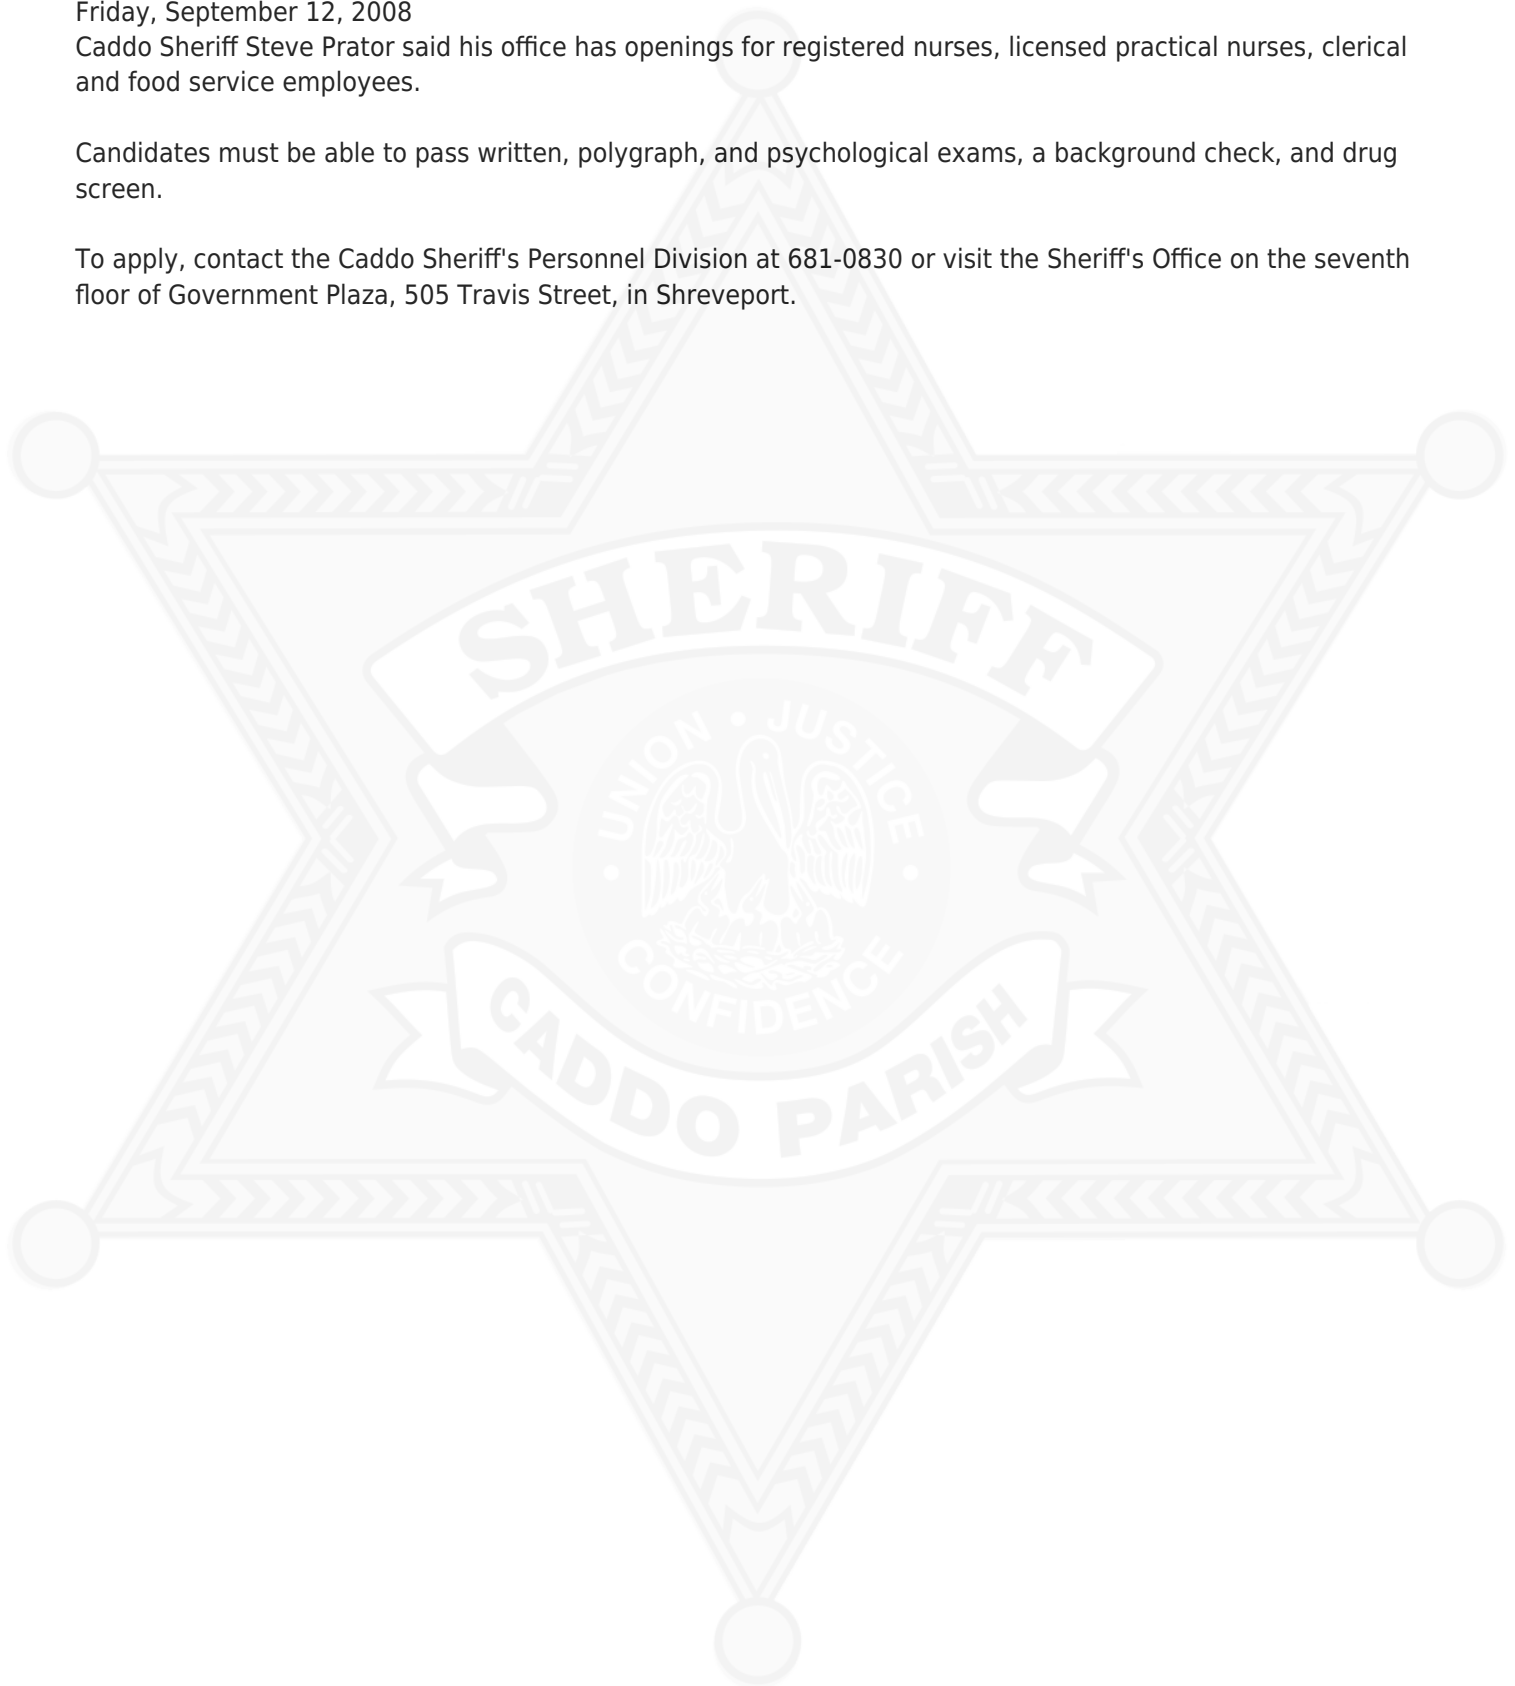 Friday, September 12, 2008
Caddo Sheriff Steve Prator said his office has openings for registered nurses, licensed practical nurses, clerical
and food service employees.
Candidates must be able to pass written, polygraph, and psychological exams, a background check, and drug
screen.
To apply, contact the Caddo Sheriff's Personnel Division at 681-0830 or visit the Sheriff's Office on the seventh
floor of Government Plaza, 505 Travis Street, in Shreveport.
SHERIFF
UNION • JUSTICE
• CONFIDENCE •
CADDO PARISH